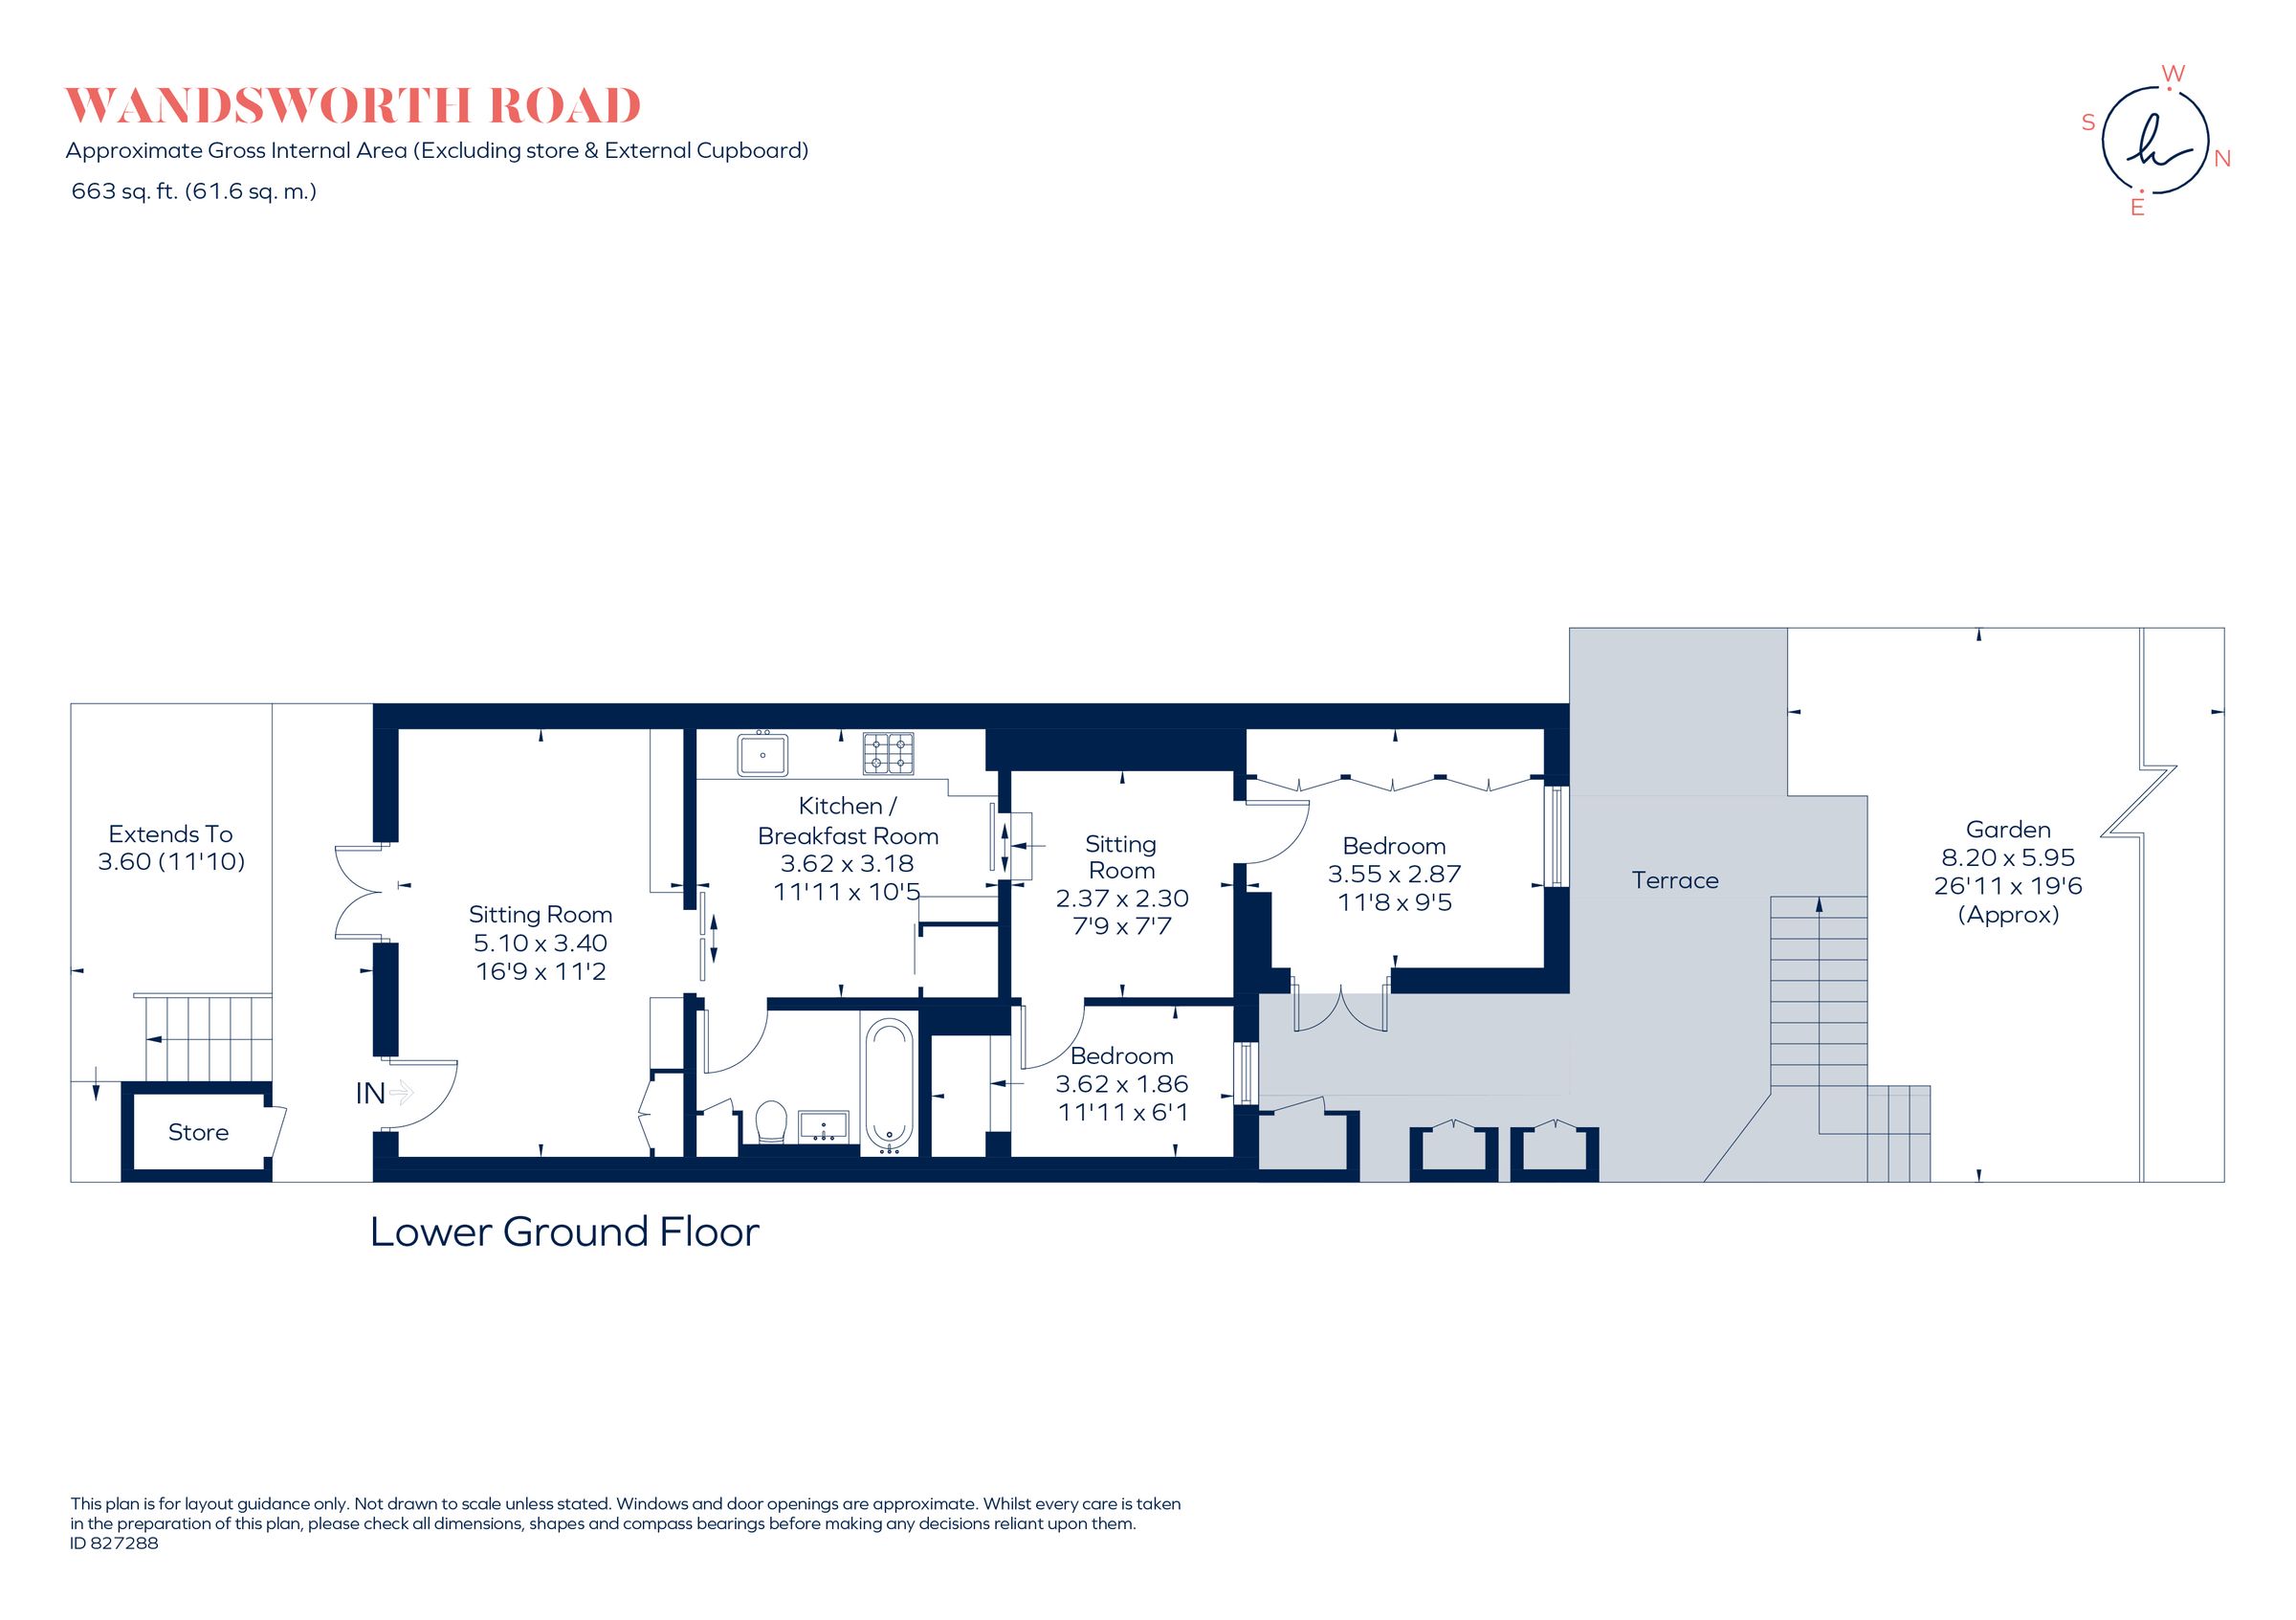 WANDSWORTH ROAD
Approximate Gross Internal Area (Excluding store & External Cupboard)
663 sq. ft. (61.6 sq. m.)
W
S
N
E
Extends To
3.60 (11'10)
Store
IN
Sitting Room
5.10 x 3.40
16'9 x 11'2
Kitchen /
Breakfast Room
3.62 x 3.18
11'11 x 10'5
Sitting
Room
2.37 x 2.30
7'9 x 7'7
Bedroom
3.55 x 2.87
11'8 x 9'5
Bedroom
3.62 x 1.86
11'11 x 6'1
Terrace
Garden
8.20 x 5.95
26'11 x 19'6
(Approx)
Lower Ground Floor
This plan is for layout guidance only. Not drawn to scale unless stated. Windows and door openings are approximate. Whilst every care is taken
in the preparation of this plan, please check all dimensions, shapes and compass bearings before making any decisions reliant upon them.
ID 827288